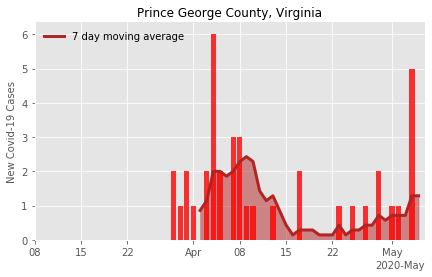 Prince George County, Virginia
7 day moving average
New Covid-19 Cases
6
5
4
3
2
1
0
08 15 22 Apr 08 15 22 May
2020-May